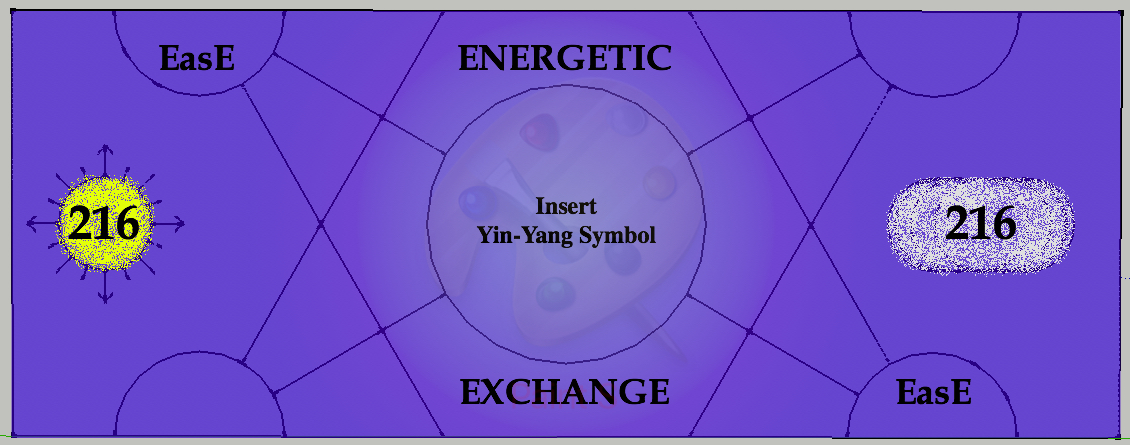 EasE
ENERGETIC
216
Insert
Yin-Yang Symbol
216
EXCHANGE
EasE